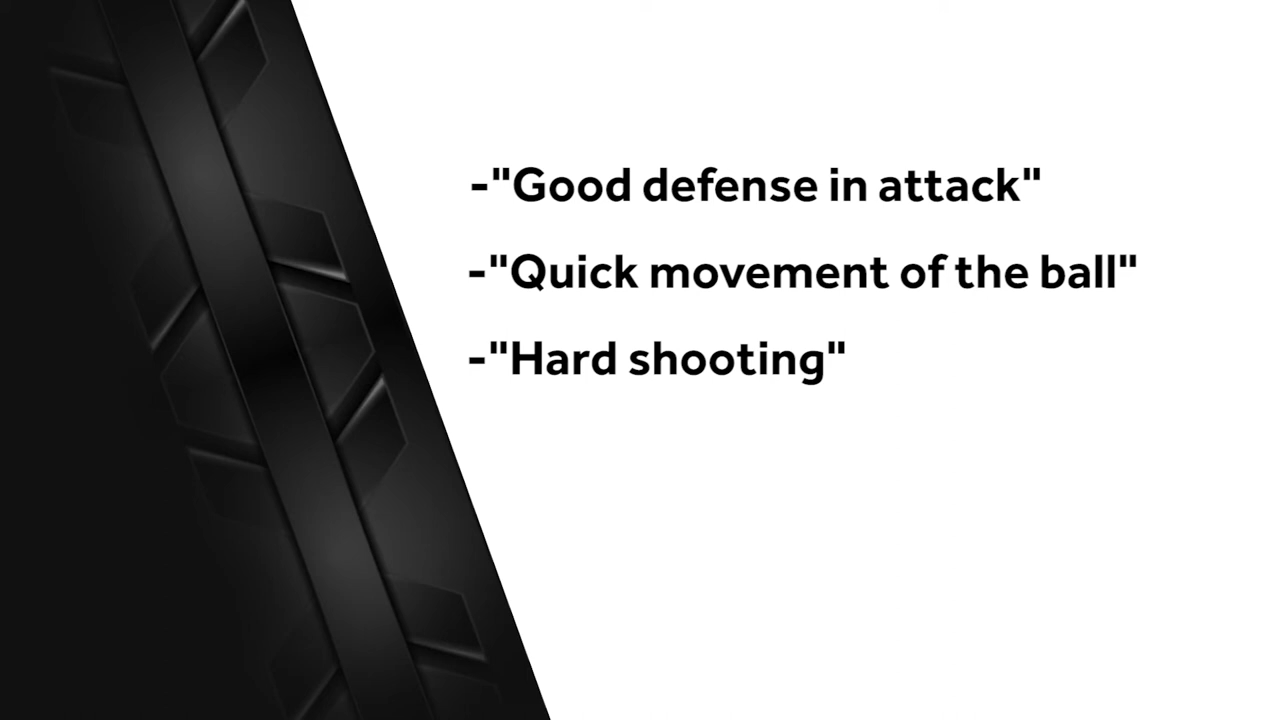 -"Good defense in attack"
-"Quick movement of the ball"
-"Hard shooting"